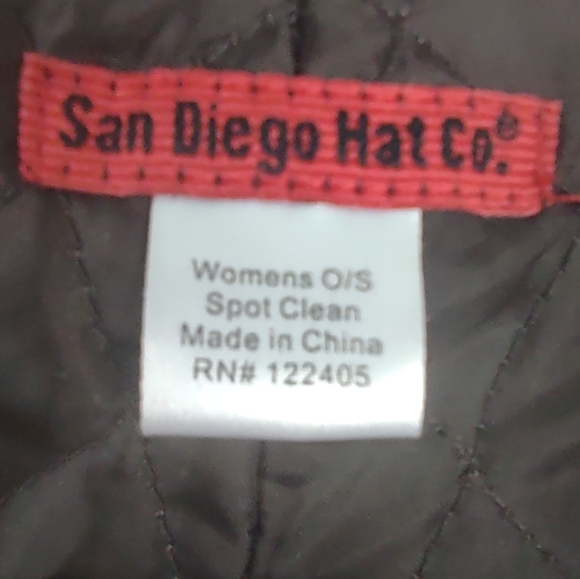 San Diego Hat Co.®
Womens O/S
Spot Clean
Made in China
RN# 122405